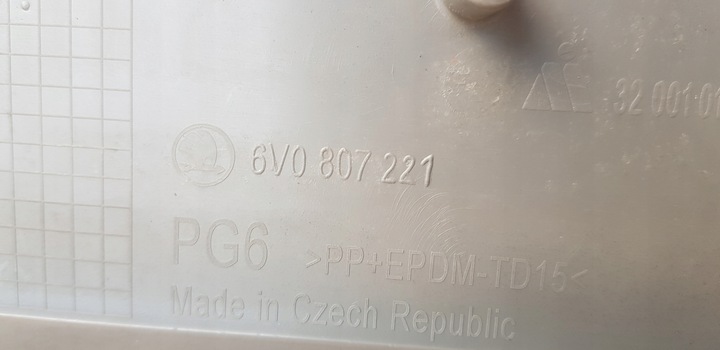 32 001-01
6V0 807 221
PG6 >PP+EPDM-TD15<
Made in Czech Republic